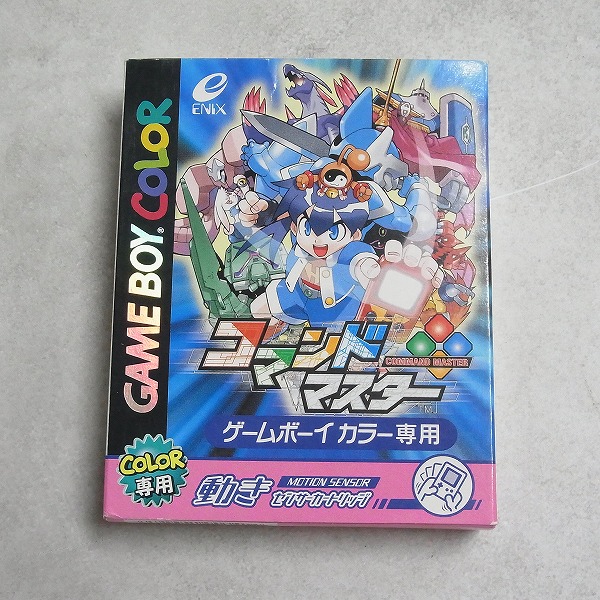 ENIX
GAME BOY COLOR
コマンド
マスター
TM
COMMAND MASTER
ゲームボーイカラー専用
COLOR
専用
動き
MOTION SENSOR
センサーカートリッジ